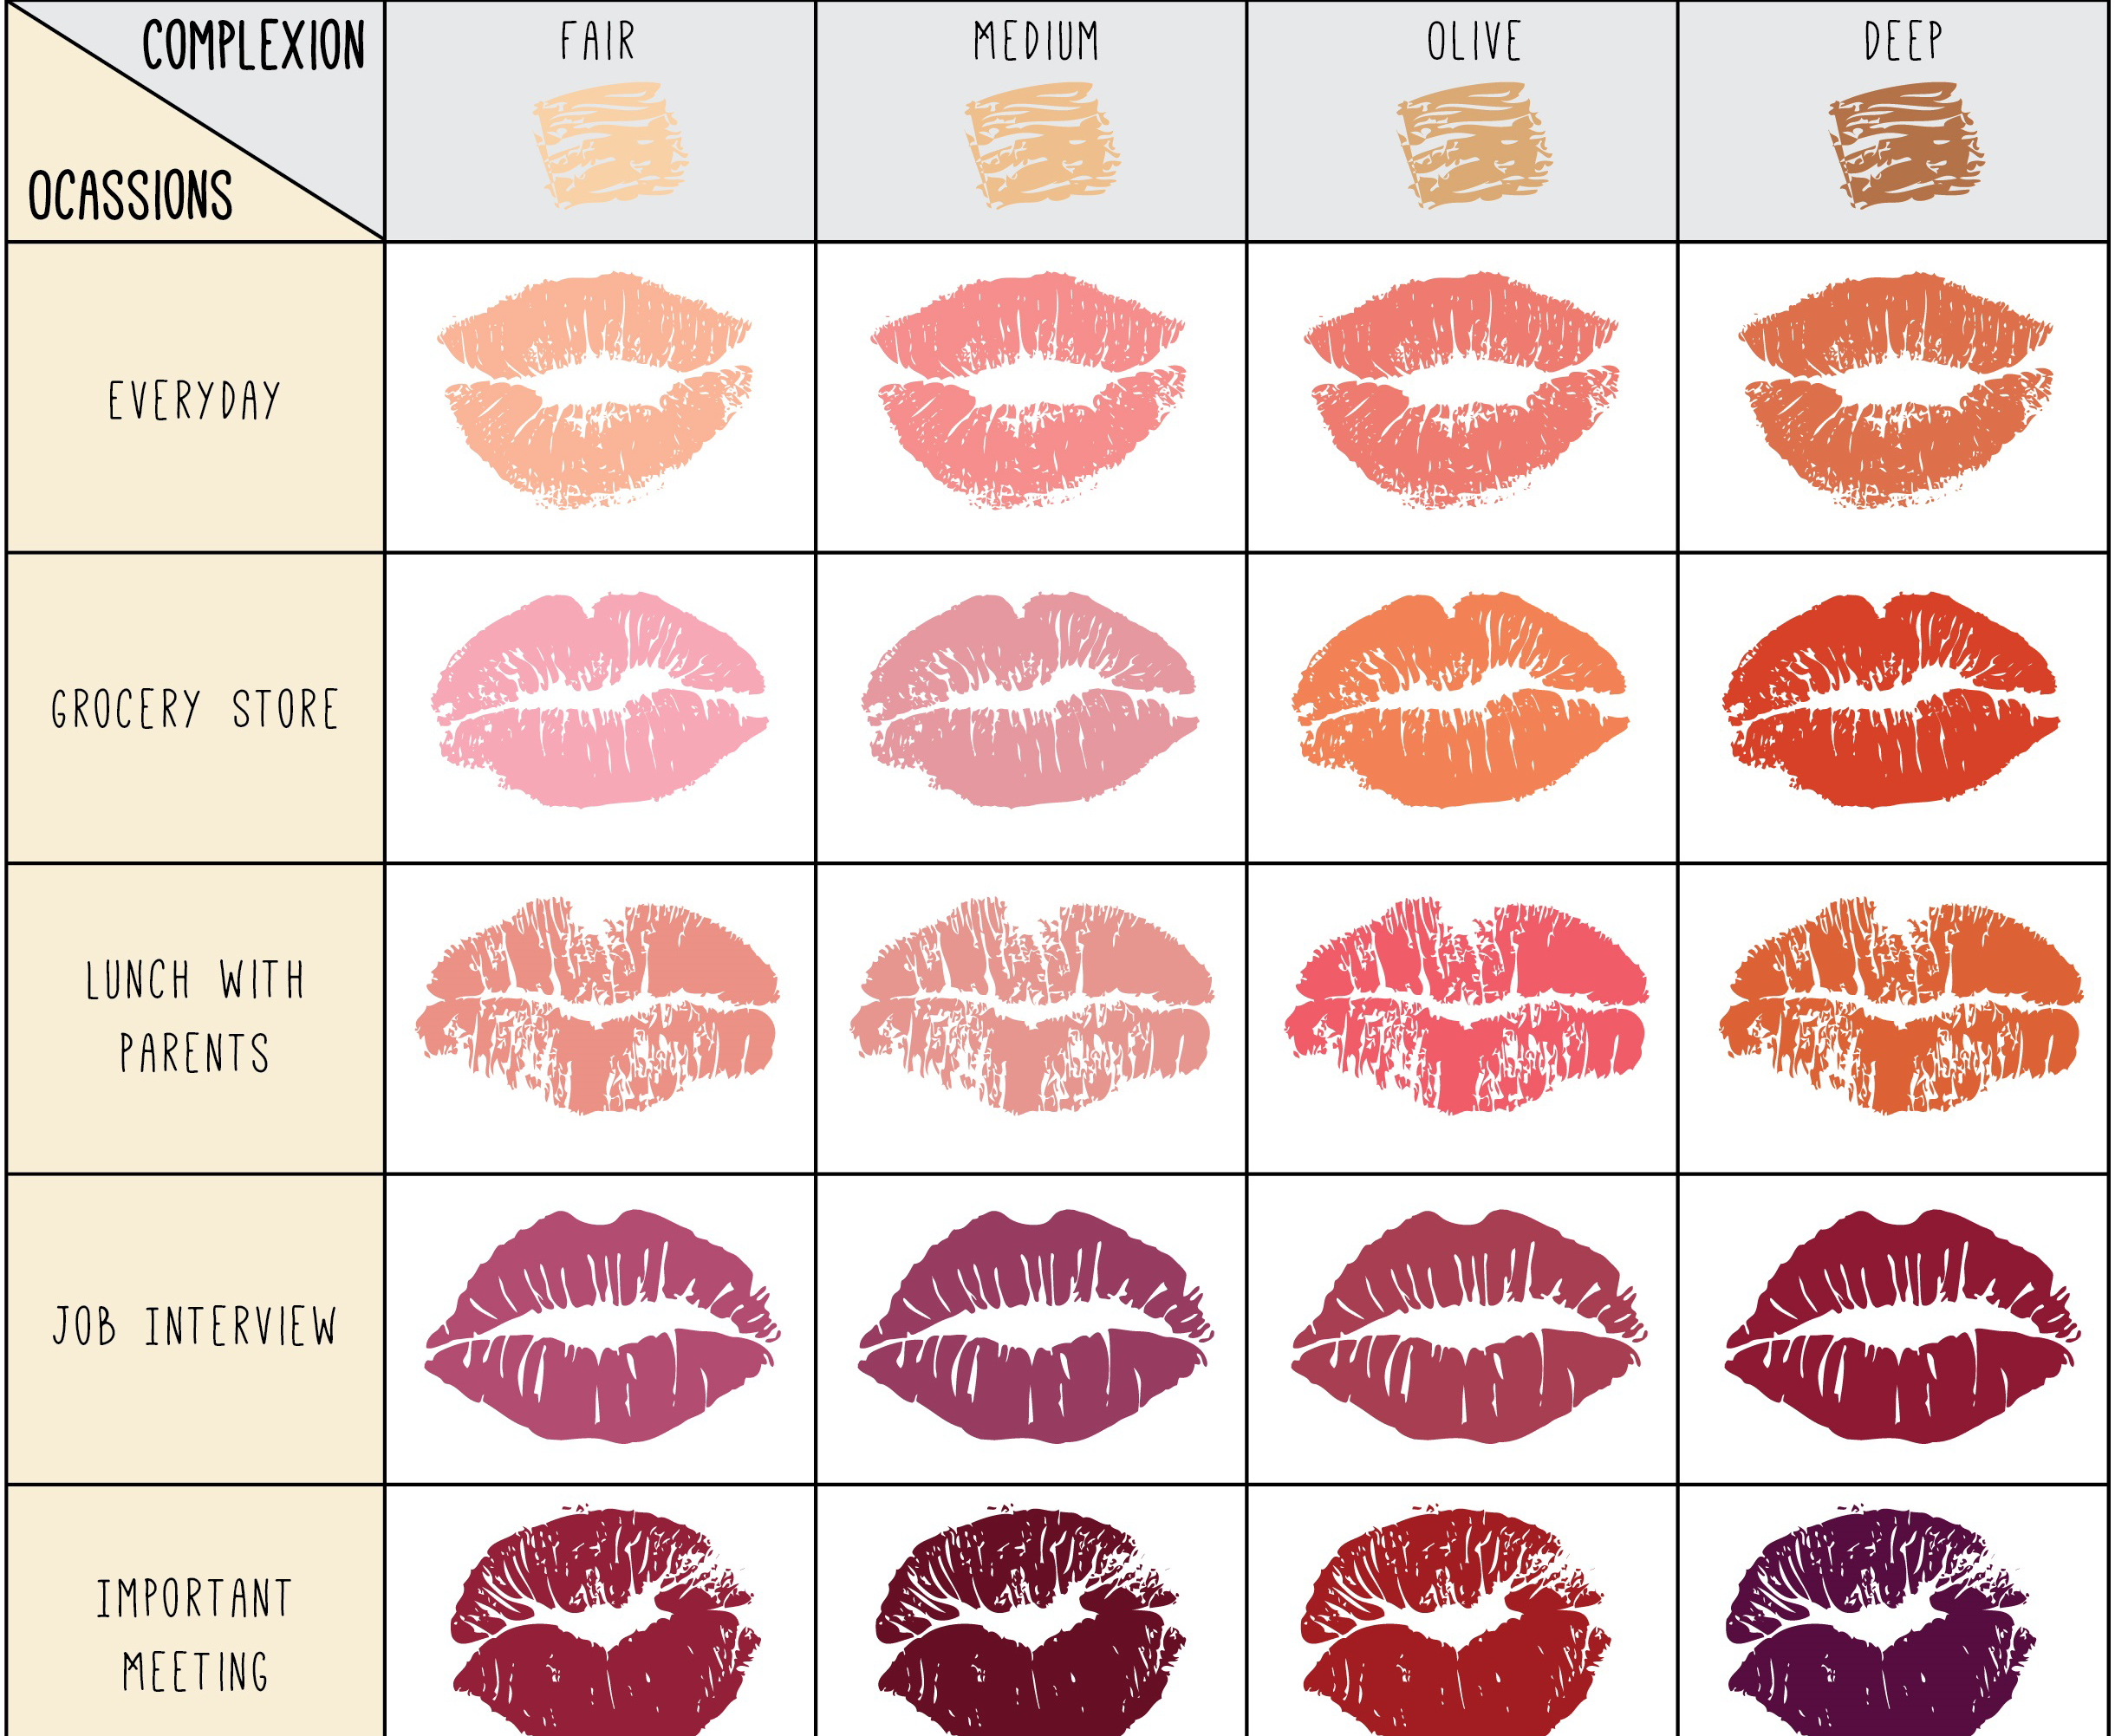 COMPLEXION
OCASSIONS
FAIR
MEDIUM
OLIVE
DEEP
EVERYDAY
GROCERY STORE
LUNCH WITH
PARENTS
JOB INTERVIEW
IMPORTANT
MEETING